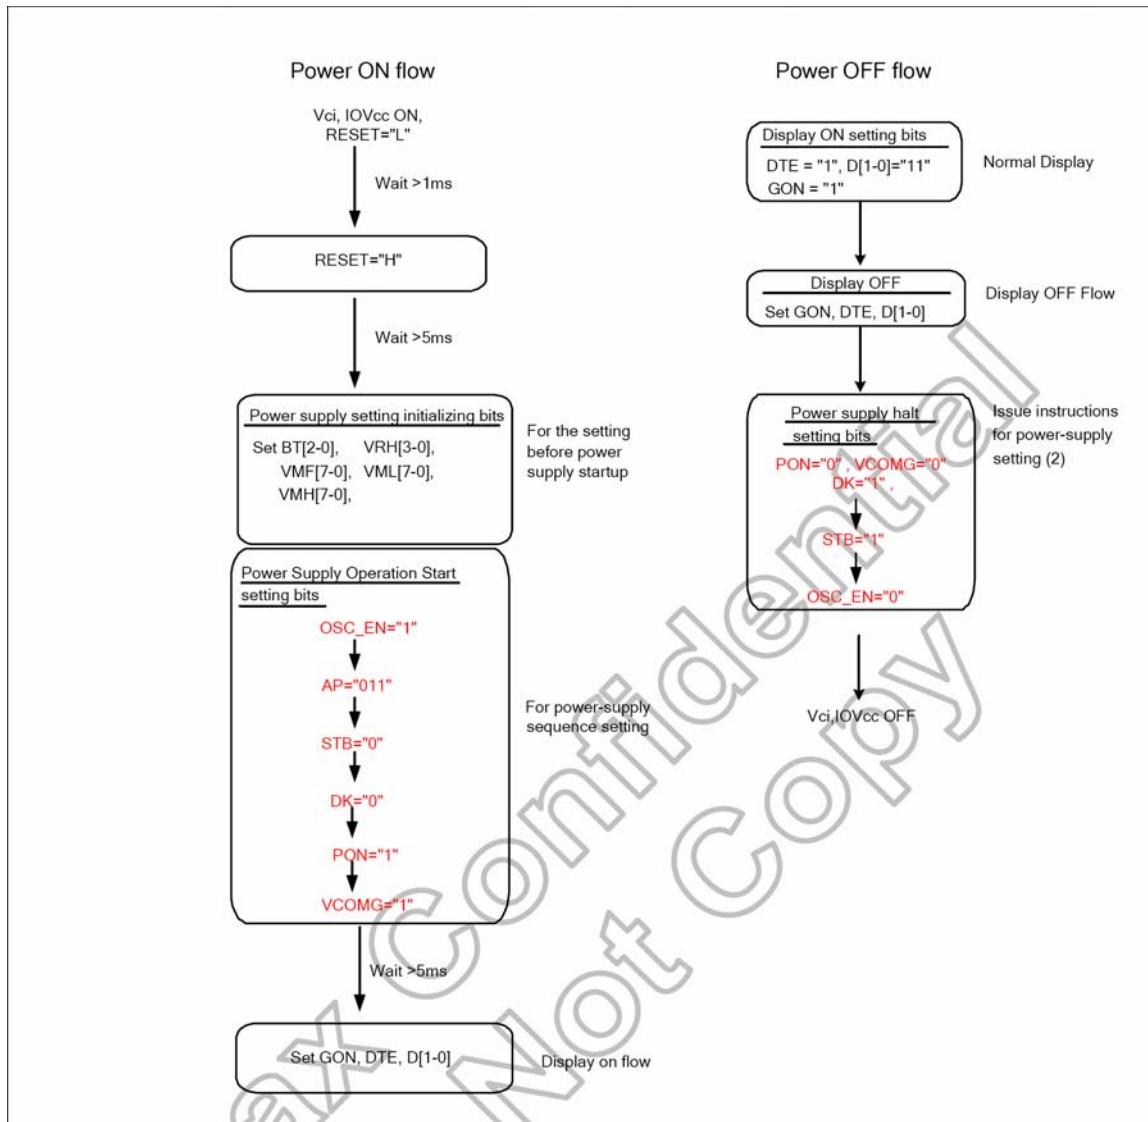 Power ON flow
Vci, IOVcc ON,
RESET="L"
Wait >1ms
RESET="H"
Wait >5ms
Power supply setting initializing bits
Set BT[2-0], VRH[3-0],
VMF[7-0], VML[7-0],
VMH[7-0],
For the setting
before power
supply startup
Power Supply Operation Start
setting bits
OSC_EN="1"
AP="011"
STB="0"
DK="0"
PON="1"
VCOMG="1"
For power-supply
sequence setting
Wait >5ms
Set GON, DTE, D[1-0]
Display on flow
Power OFF flow
Display ON setting bits
DTE = "1", D[1-0]="11"
GON = "1"
Normal Display
Display OFF
Set GON, DTE, D[1-0]
Display OFF Flow
Power supply halt
setting bits
PON="0" , VCOMG="0"
DK="1" ,
STB="1"
OSC_EN="0"
Issue instructions
for power-supply
setting (2)
Vci,IOVcc OFF
ax Confidential
Not Copy